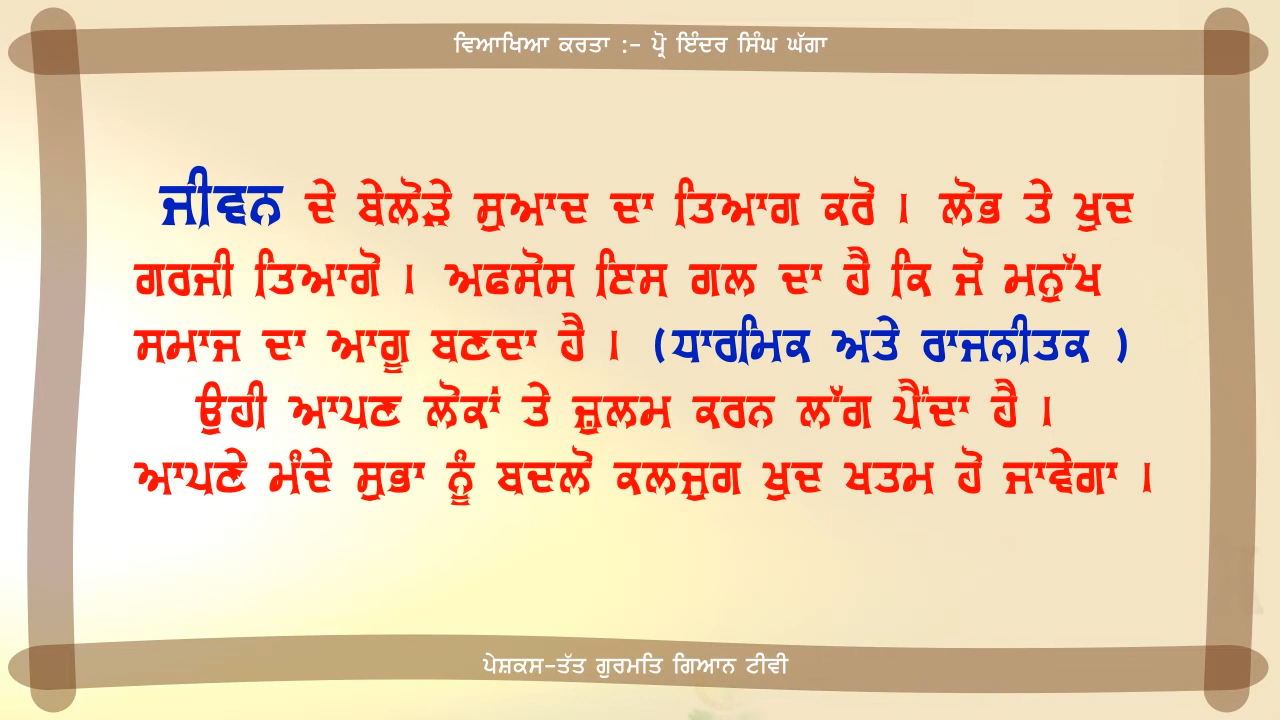 ਵਿਆਖਿਆ ਕਰਤਾ :- ਪ੍ਰੋ ਇੰਦਰ ਸਿੰਘ ਘੱਗਾ
ਜੀਵਨ ਦੇ ਬੇਲੋੜੇ ਸੁਆਦ ਦਾ ਤਿਆਗ ਕਰੋ । ਲੋਭ ਤੇ ਖੁਦ
ਗਰਜੀ ਤਿਆਗੋ । ਅਫਸੋਸ ਇਸ ਗਲ ਦਾ ਹੈ ਕਿ ਜੋ ਮਨੁੱਖ
ਸਮਾਜ ਦਾ ਆਗੂ ਬਣਦਾ ਹੈ । (ਧਾਰਮਿਕ ਅਤੇ ਰਾਜਨੀਤਕ )
ਉਹੀ ਆਪਣ ਲੋਕਾਂ ਤੇ ਜ਼ੁਲਮ ਕਰਨ ਲੱਗ ਪੈਂਦਾ ਹੈ ।
ਆਪਣੇ ਮੰਦੇ ਸੁਭਾ ਨੂੰ ਬਦਲੋ ਕਲਜੁਗ ਖੁਦ ਖਤਮ ਹੋ ਜਾਵੇਗਾ ।
ਪੇਸ਼ਕਸ-ਤੱਤ ਗੁਰਮਤਿ ਗਿਆਨ ਟੀਵੀ